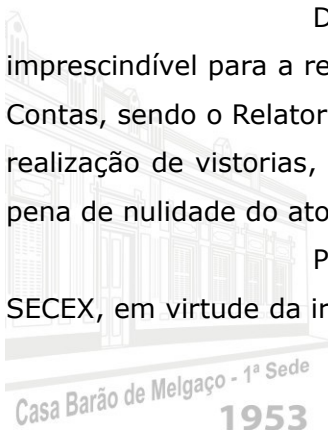 D
imprescindível para a re
Contas, sendo o Relator
realização de vistorias,
pena de nulidade do ato
P
SECEX, em virtude da
Casa Barão de Melgaço - 1ª Sede
1953